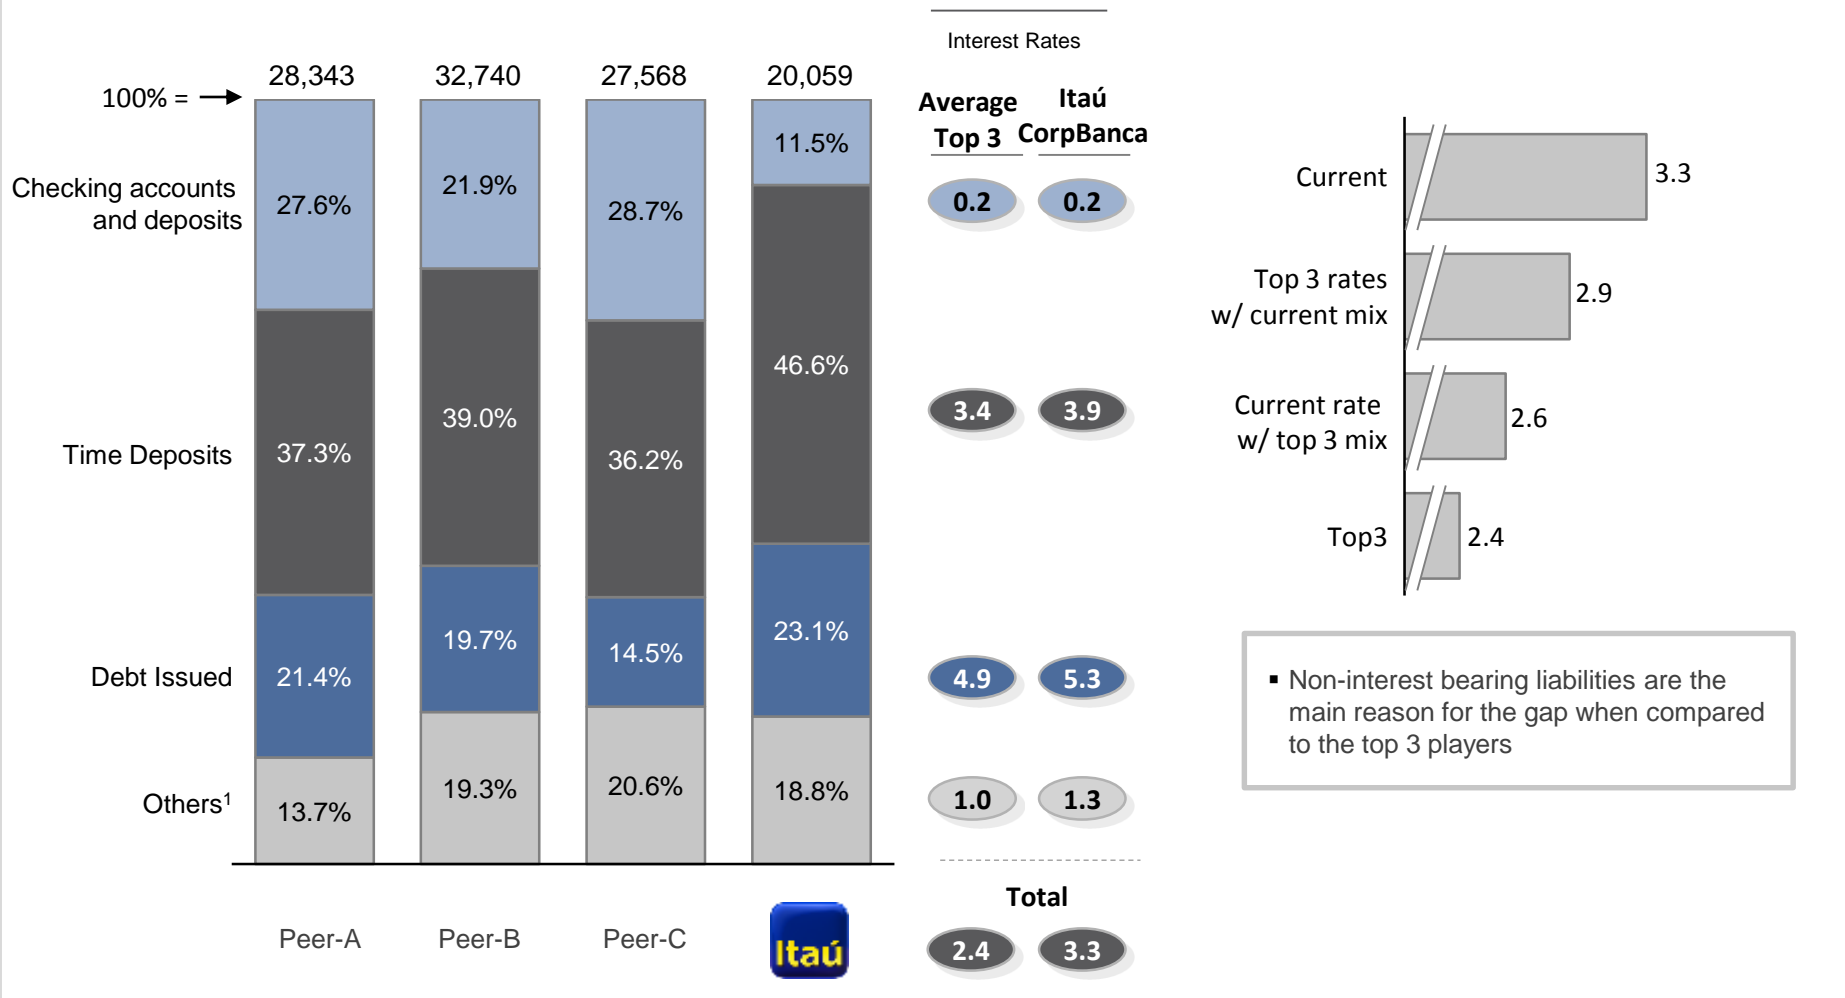 Interest Rates
28,343
32,740
27,568
20,059
100% =
Average
Top 3
Itaú
CorpBanca
Checking accounts
and deposits
27.6%
21.9%
28.7%
11.5%
0.2
0.2
Time Deposits
37.3%
39.0%
36.2%
46.6%
3.4
3.9
Debt Issued
21.4%
19.7%
14.5%
23.1%
4.9
5.3
Others¹
13.7%
19.3%
20.6%
18.8%
1.0
1.3
Total
2.4
3.3
Peer-A
Peer-B
Peer-C
Itaú
Current
3.3
Top 3 rates
w/ current mix
2.9
Current rate
w/ top 3 mix
2.6
Top3
2.4
▪ Non-interest bearing liabilities are the
main reason for the gap when compared
to the top 3 players